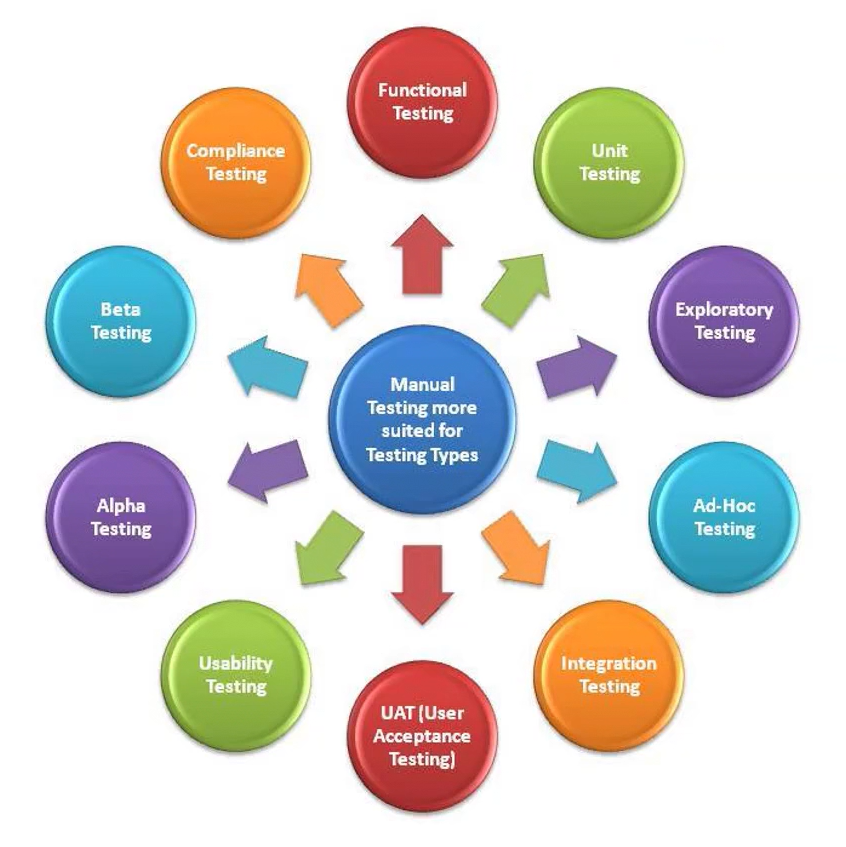 Functional
Testing
Unit
Testing
Exploratory
Testing
Ad-Hoc
Testing
Integration
Testing
UAT (User
Acceptance
Testing)
Usability
Testing
Alpha
Testing
Beta
Testing
Compliance
Testing
Manual
Testing more
suited for
Testing Types